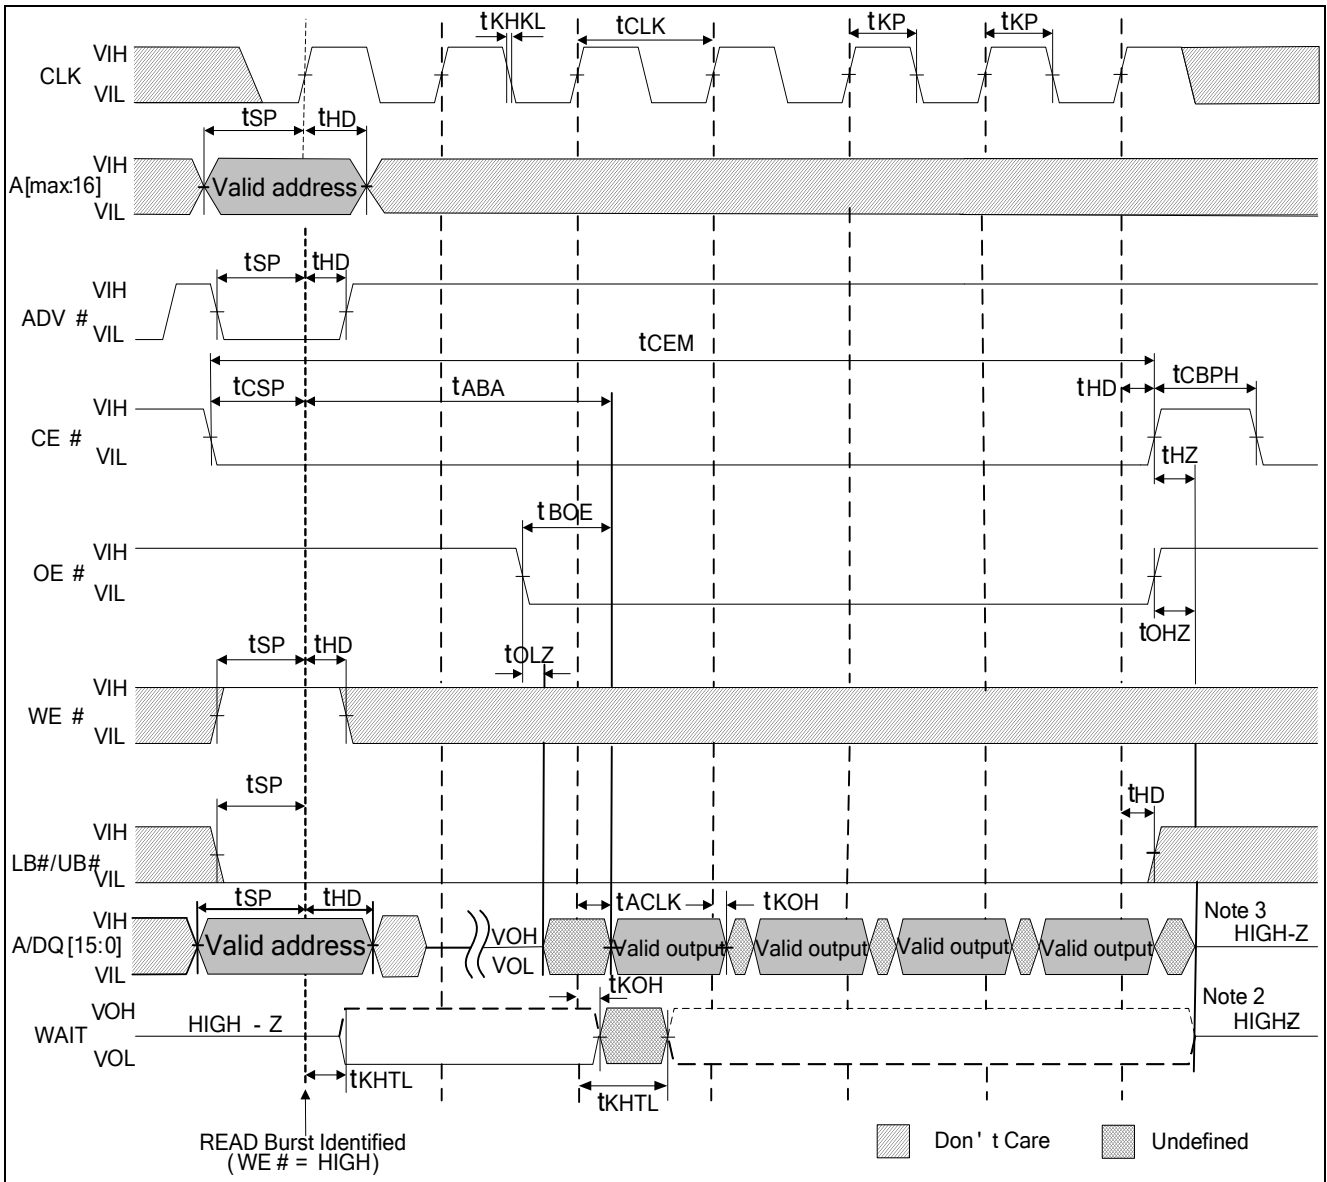 tKHKL tCLK tKP tKP
VIH
CLK
VIL
tSP tHD
VIH
A[max:16] Valid address
VIL
tSP tHD
VIH
ADV #
VIL
tCEM
tCSP tABA tHD tCBPH
VIH
CE #
VIL
tHZ
tBOE
VIH
OE #
VIL
tOHZ
tSP tHD tOLZ
VIH
WE #
VIL
tSP tHD
VIH
LB#/UB#
VIL
tSP tHD tACLK tKOH
VIH
A/DQ[15:0] Valid address VOH Valid output Valid output Valid output Valid output Note 3
VIL VOL HIGH-Z
tKOH
VOH Note 2
WAIT HIGH - Z HIGHZ
VOL
tKHTL tKHTL
READ Burst Identified
(WE # = HIGH)
Don' t Care Undefined